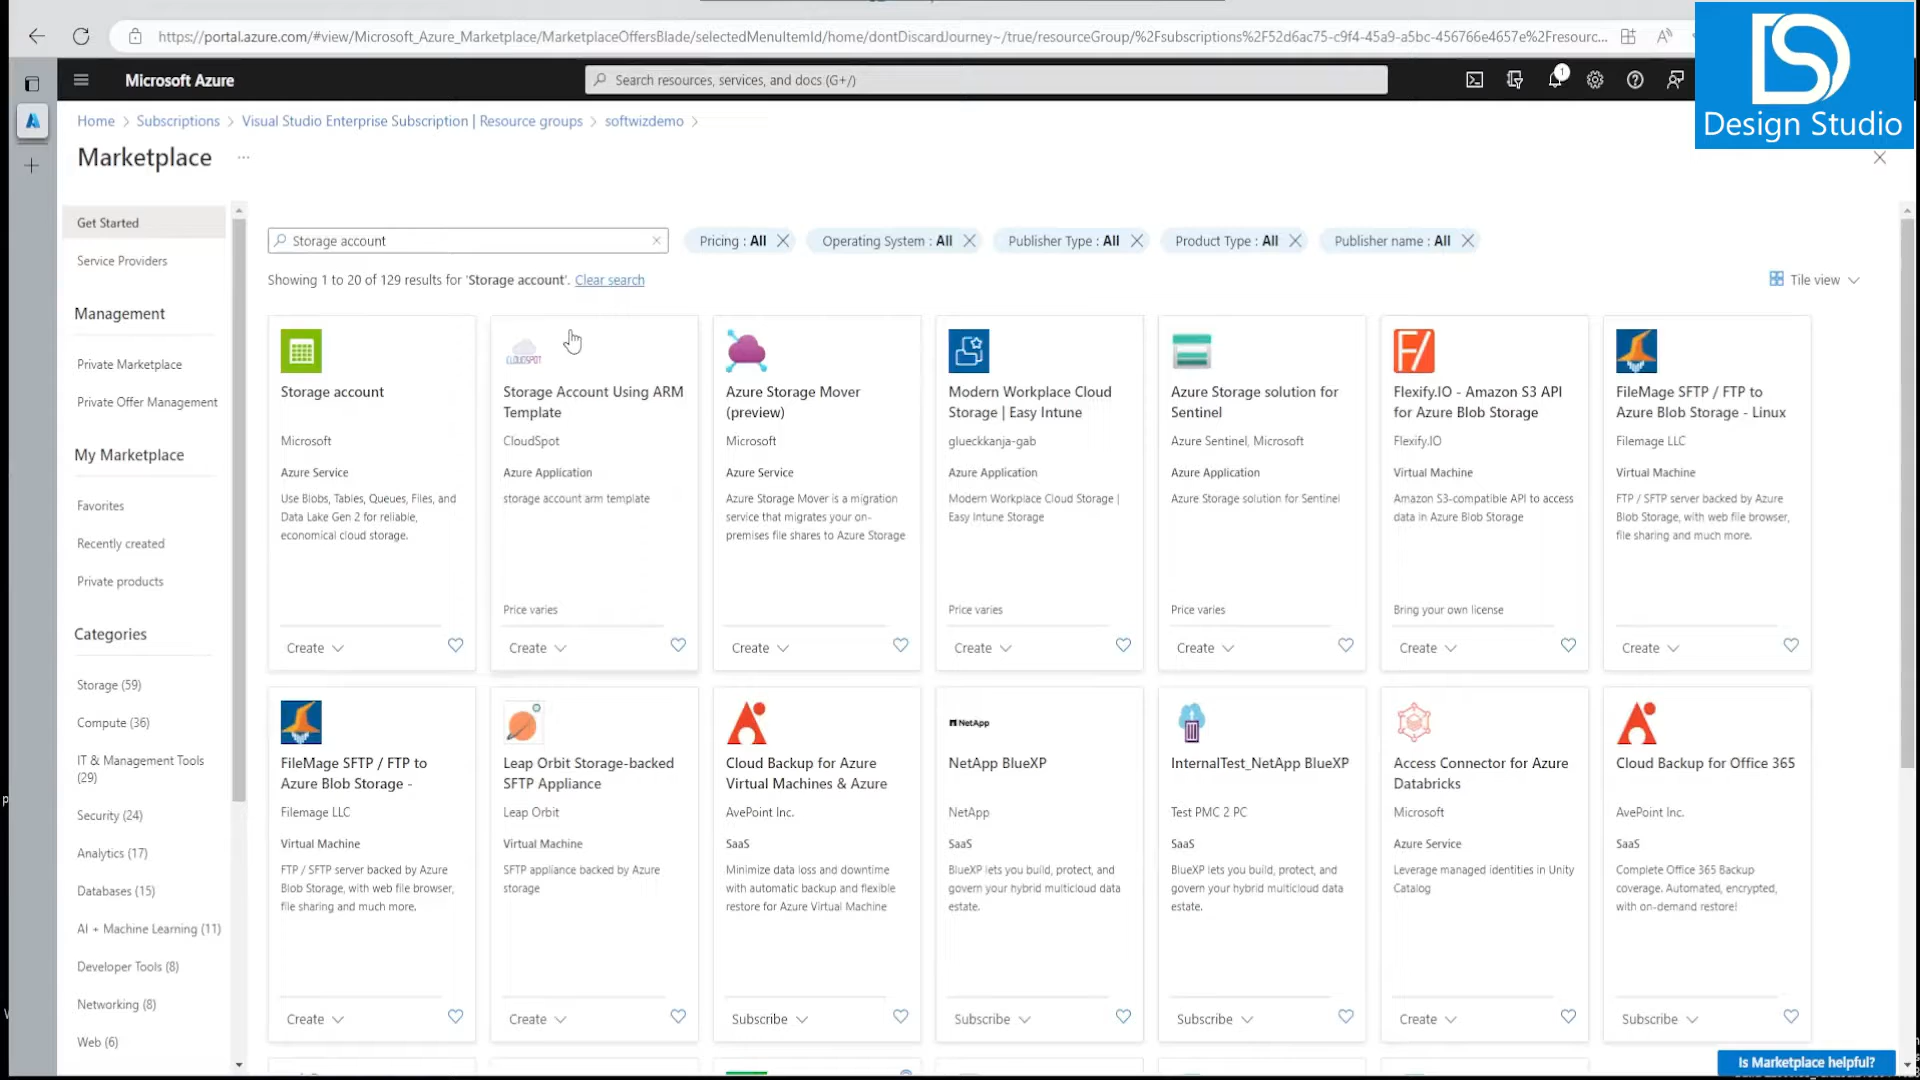 https://portal.azure.com/#view/Microsoft_Azure_Marketplace/MarketplaceOffersBlade/selectedMenuItemId/home/dontDiscardJourney~/true/resourceGroup/%2Fsubscriptions%2F52d6ac75-c9f4-45a9-a5bc-456766e4657e%2Fresourc...
Design Studio
Microsoft Azure
Search resources, services, and docs (G+/)
1
Home > Subscriptions > Visual Studio Enterprise Subscription | Resource groups > softwizdemo >
Marketplace ...
Get Started
Service Providers
Management
Private Marketplace
Private Offer Management
My Marketplace
Favorites
Recently created
Private products
Categories
Storage (59)
Compute (36)
IT & Management Tools
(29)
Security (24)
Analytics (17)
Databases (15)
AI + Machine Learning (11)
Developer Tools (8)
Networking (8)
Web (6)
Storage account
Pricing : All
Operating System : All
Publisher Type : All
Product Type : All
Publisher name : All
Showing 1 to 20 of 129 results for 'Storage account'. Clear search
Tile view
Storage account
Microsoft
Azure Service
Use Blobs, Tables, Queues, Files, and
Data Lake Gen 2 for reliable,
economical cloud storage.
Create
CLOUDSPOT
Storage Account Using ARM
Template
CloudSpot
Azure Application
storage account arm template
Price varies
Create
Azure Storage Mover
(preview)
Microsoft
Azure Service
Azure Storage Mover is a migration
service that migrates your on-
premises file shares to Azure Storage
Create
Modern Workplace Cloud
Storage | Easy Intune
glueckkanja-gab
Azure Application
Modern Workplace Cloud Storage |
Easy Intune Storage
Price varies
Create
Azure Storage solution for
Sentinel
Azure Sentinel, Microsoft
Azure Application
Azure Storage solution for Sentinel
Price varies
Create
Flexify.IO - Amazon S3 API
for Azure Blob Storage
Flexify.IO
Virtual Machine
Amazon S3-compatible API to access
data in Azure Blob Storage
Bring your own license
Create
FileMage SFTP / FTP to
Azure Blob Storage - Linux
Filemage LLC
Virtual Machine
FTP / SFTP server backed by Azure
Blob Storage, with web file browser,
file sharing and much more.
Create
FileMage SFTP / FTP to
Azure Blob Storage -
Filemage LLC
Virtual Machine
FTP / SFTP server backed by Azure
Blob Storage, with web file browser,
file sharing and much more.
Create
Leap Orbit Storage-backed
SFTP Appliance
Leap Orbit
Virtual Machine
SFTP appliance backed by Azure
storage
Create
Cloud Backup for Azure
Virtual Machines & Azure
AvePoint Inc.
SaaS
Minimize data loss and downtime
with automatic backup and flexible
restore for Azure Virtual Machine
Subscribe
NetApp
NetApp BlueXP
NetApp
SaaS
BlueXP lets you build, protect, and
govern your hybrid multicloud data
estate.
Subscribe
InternalTest_NetApp BlueXP
Test PMC 2 PC
SaaS
BlueXP lets you build, protect, and
govern your hybrid multicloud data
estate.
Subscribe
Access Connector for Azure
Databricks
Microsoft
Azure Service
Leverage managed identities in Unity
Catalog
Create
Cloud Backup for Office 365
AvePoint Inc.
SaaS
Complete Office 365 Backup
coverage. Automated, encrypted,
with on-demand restore!
Subscribe
Is Marketplace helpful?